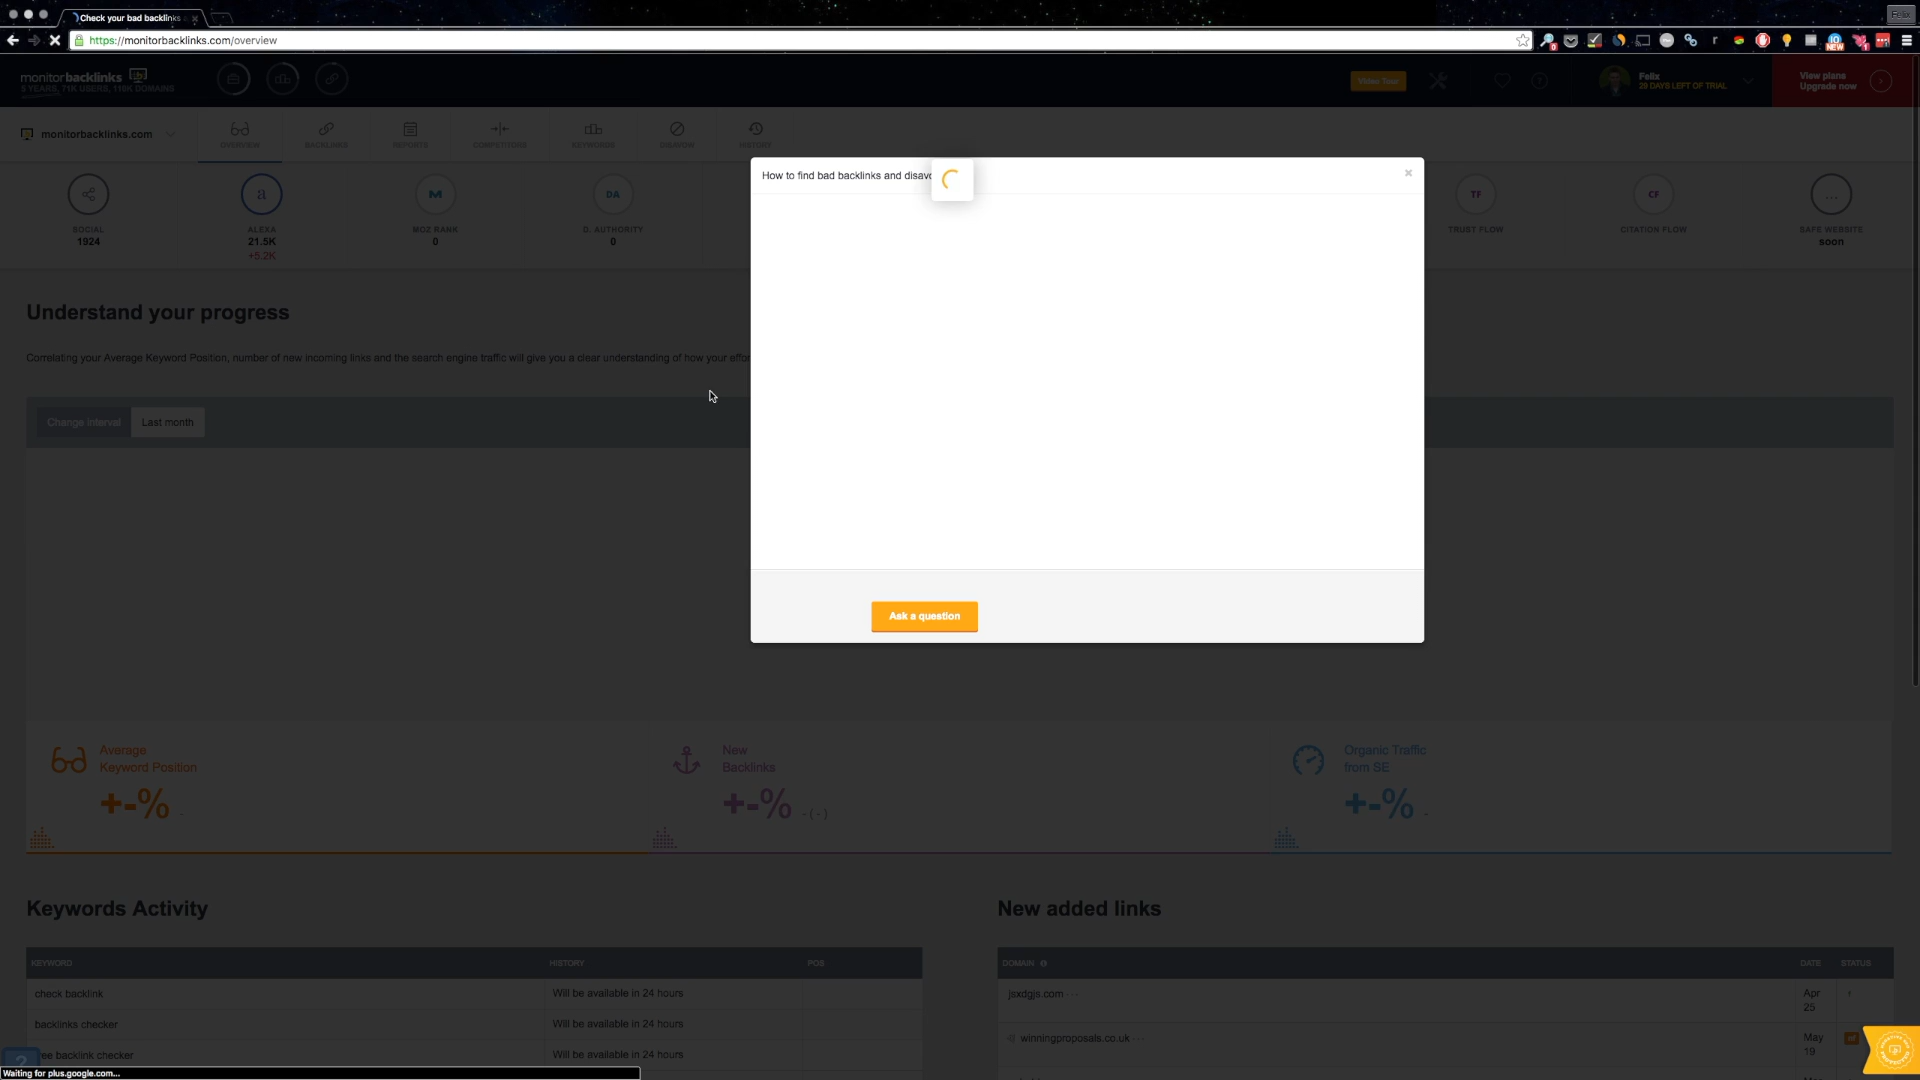 Check your bad backlinks
Felix
https://monitorbacklinks.com/overview
monitorbacklinks
5 YEARS, 71K USERS, 119K DOMAINS
Video Tour
Felix
29 DAYS LEFT OF TRIAL
View plans
Upgrade now
monitorbacklinks.com
OVERVIEW
BACKLINKS
REPORTS
COMPETITORS
KEYWORDS
DISAVOW
HISTORY
How to find bad backlinks and
×
a
M
DA
TF
CF
...
SOCIAL
ALEXA
MOZ RANK
D. AUTHORITY
TRUST FLOW
CITATION FLOW
SAFE WEBSITE
1924
21.5K
0
0
soon
+5.2K
Understand your progress
Correlating your Average Keyword Position, number of new incoming links and the search engine traffic will give you a clear understanding of how your
Change interval
Last month
Ask a question
Average
Keyword Position
+-%
-
New
Backlinks
+-%
- ( - )
Organic Traffic
from SE
+-%
-
Keywords Activity
New added links
KEYWORD
HISTORY
POS
DOMAIN
DATE
STATUS
check backlink
Will be available in 24 hours
jsxdgjs.com ···
Apr
25
backlinks checker
Will be available in 24 hours
winningproposals.co.uk ···
May
19
backlink checker
Will be available in 24 hours
?
Waiting for plus.google.com...